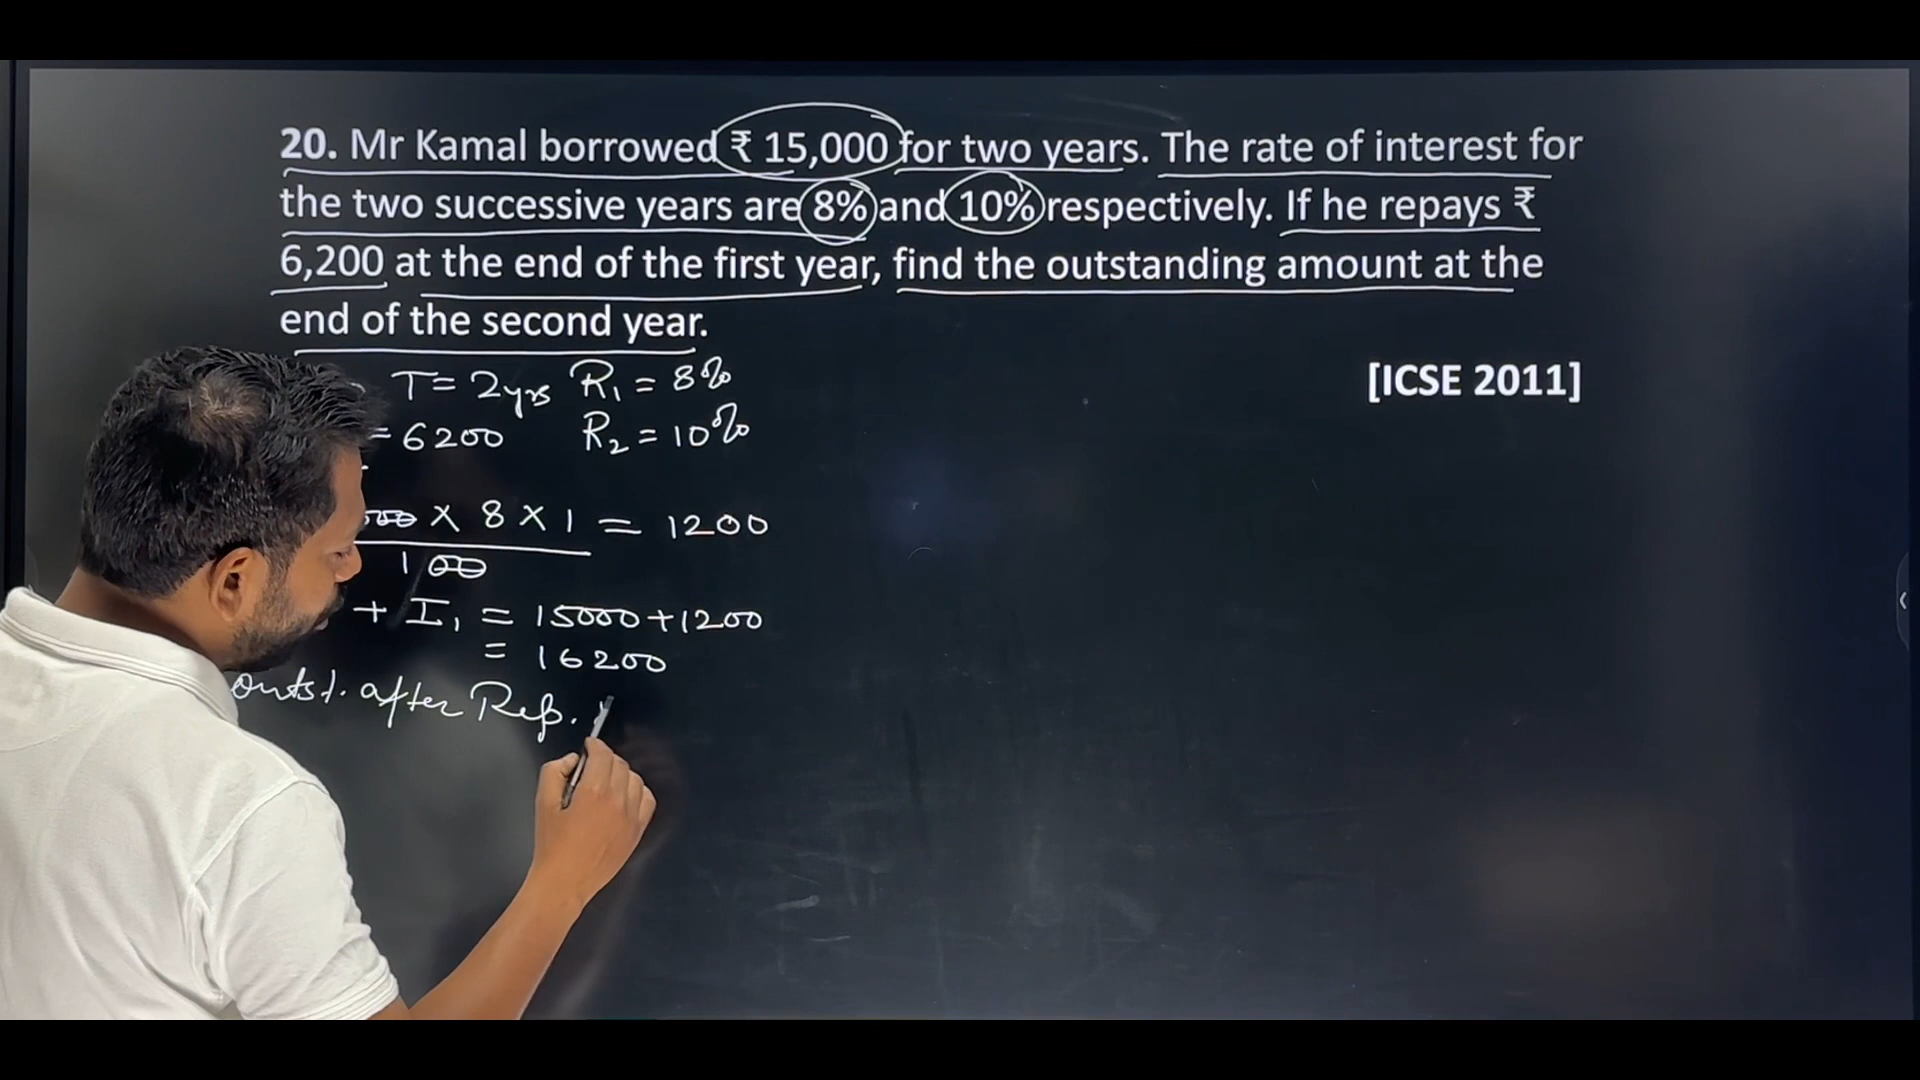 20. Mr Kamal borrowed ₹ 15,000 for two years. The rate of interest for
the two successive years are 8% and 10% respectively. If he repays ₹
6,200 at the end of the first year, find the outstanding amount at the
end of the second year.
[ICSE 2011]
T = 2yrs R₁ = 8%
= 6200 R₂ = 10%
000 × 8 × 1 = 1200
100
+ I₁ = 15000 + 1200
= 16200
outst. after Rep.